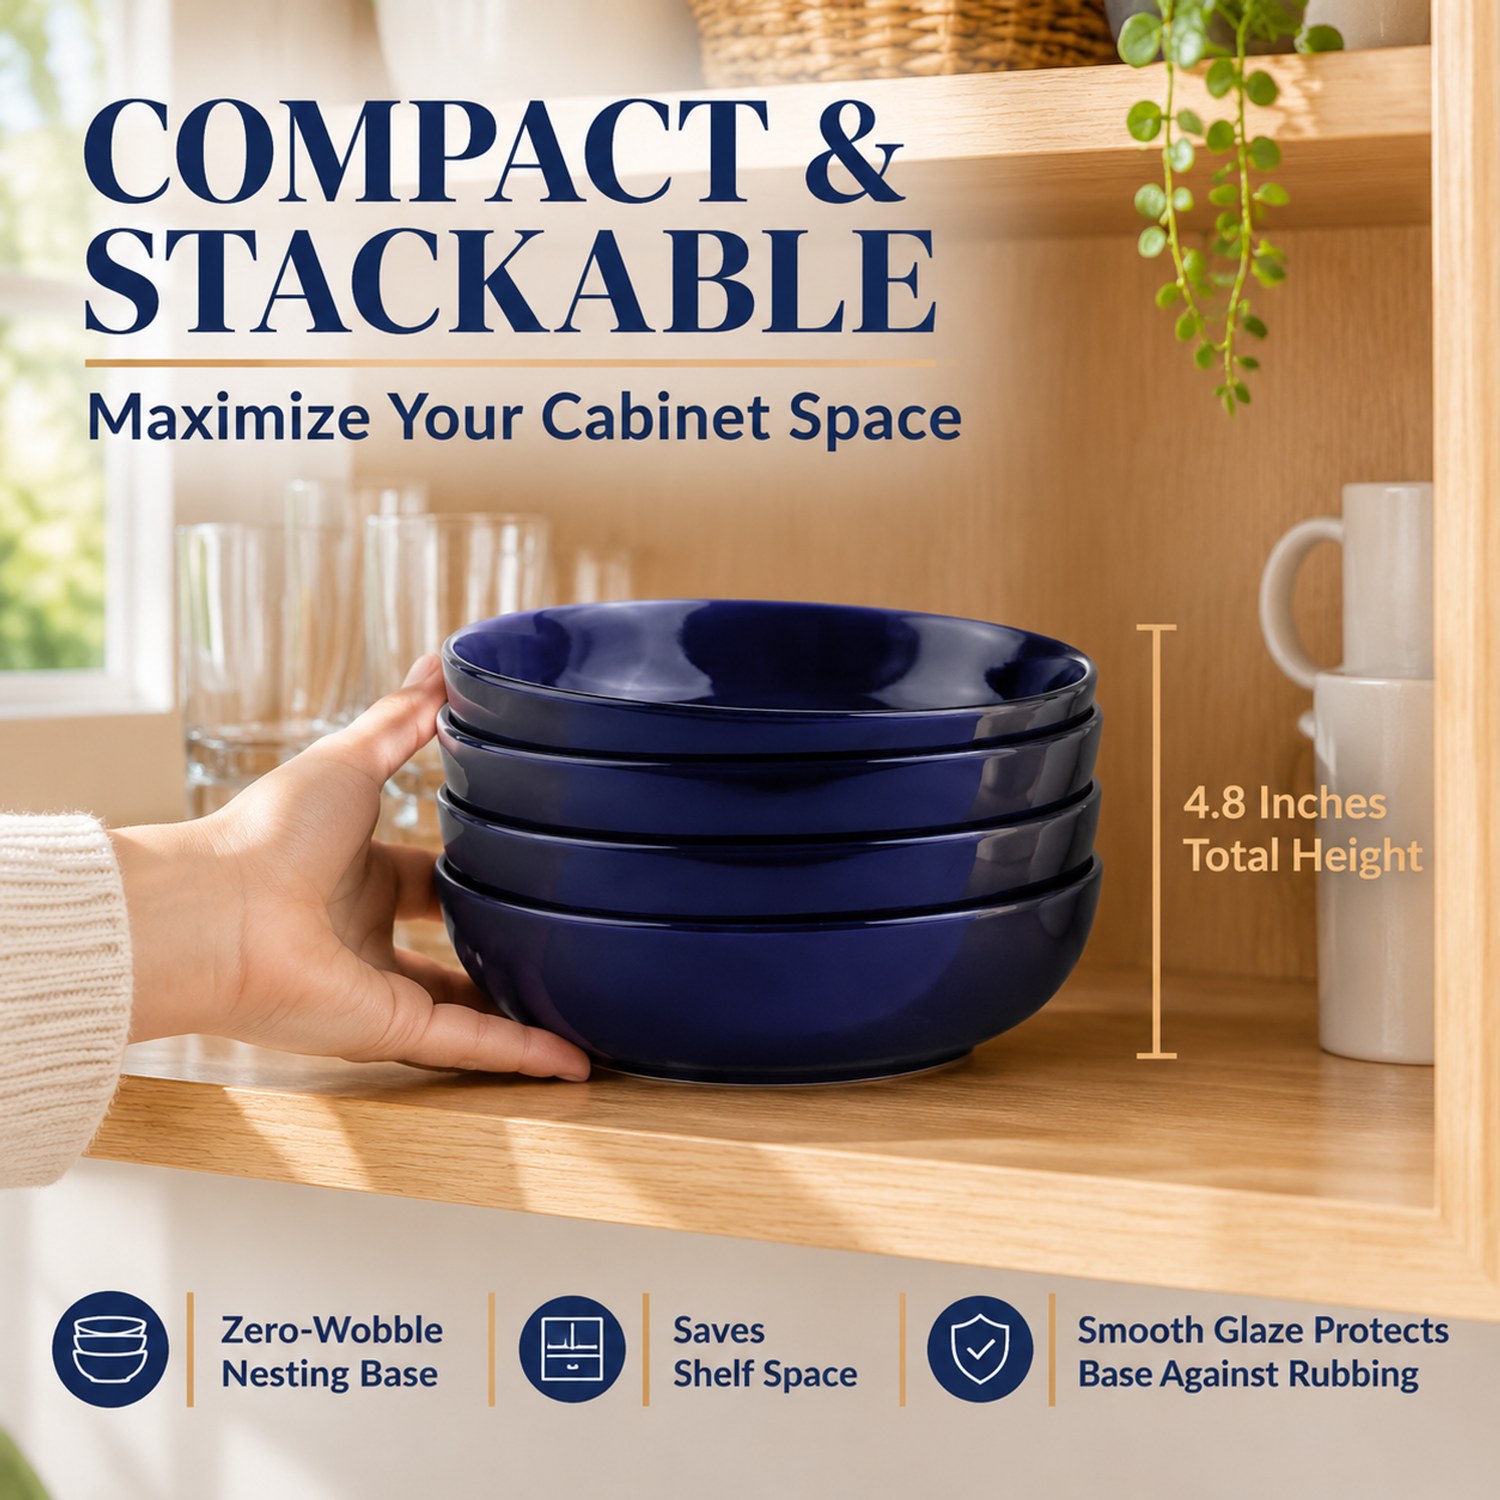 COMPACT &
STACKABLE
Maximize Your Cabinet Space
4.8 Inches
Total Height
Zero-Wobble
Nesting Base
Saves
Shelf Space
Smooth Glaze Protects
Base Against Rubbing